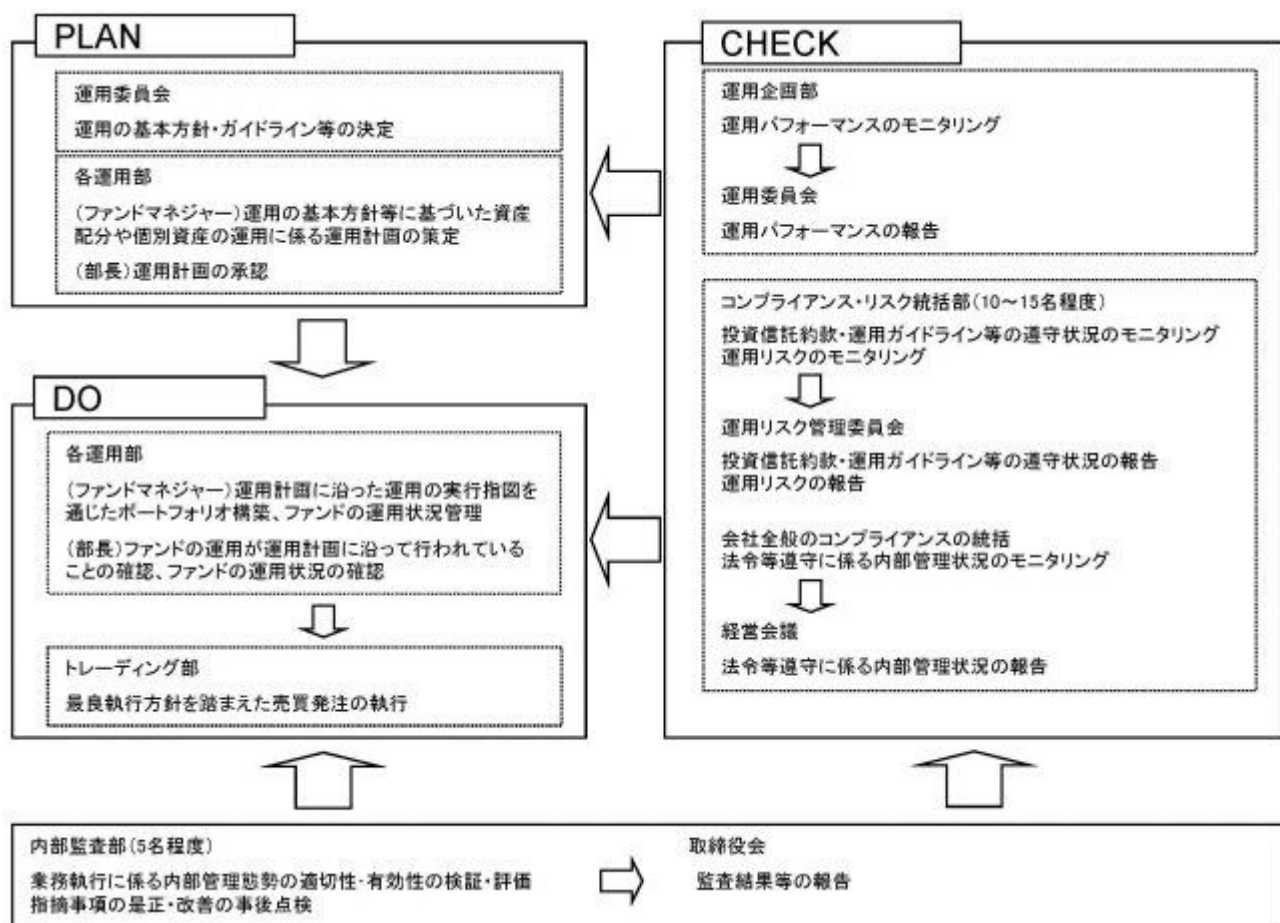 PLAN
運用委員会
運用の基本方針・ガイドライン等の決定
各運用部
(ファンドマネジャー)運用の基本方針等に基づいた資産
配分や個別資産の運用に係る運用計画の策定
(部長)運用計画の承認
DO
各運用部
(ファンドマネジャー)運用計画に沿った運用の実行指図を
通じたポートフォリオ構築、ファンドの運用状況管理
(部長)ファンドの運用が運用計画に沿って行われている
ことの確認、ファンドの運用状況の確認
トレーディング部
最良執行方針を踏まえた売買発注の執行
CHECK
運用企画部
運用パフォーマンスのモニタリング
運用委員会
運用パフォーマンスの報告
コンプライアンス・リスク統括部(10～15名程度)
投資信託約款・運用ガイドライン等の遵守状況のモニタリング
運用リスクのモニタリング
運用リスク管理委員会
投資信託約款・運用ガイドライン等の遵守状況の報告
運用リスクの報告
会社全般のコンプライアンスの統括
法令等遵守に係る内部管理状況のモニタリング
経営会議
法令等遵守に係る内部管理状況の報告
内部監査部(5名程度)
業務執行に係る内部管理態勢の適切性・有効性の検証・評価
指摘事項の是正・改善の事後点検
取締役会
監査結果等の報告